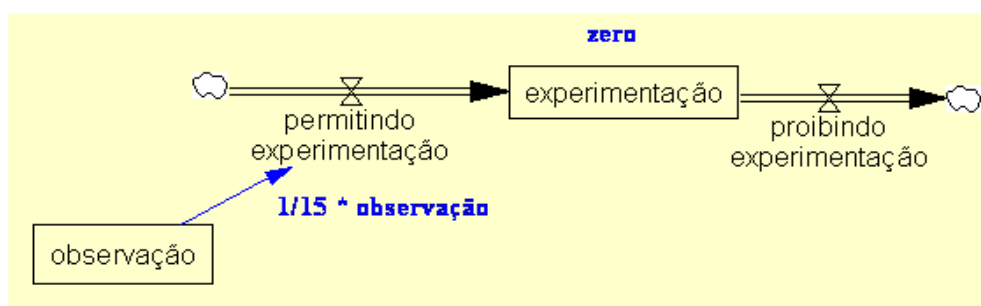 zero
experimentação
permitindo
experimentação
proibindo
experimentação
1/15 * observação
observação